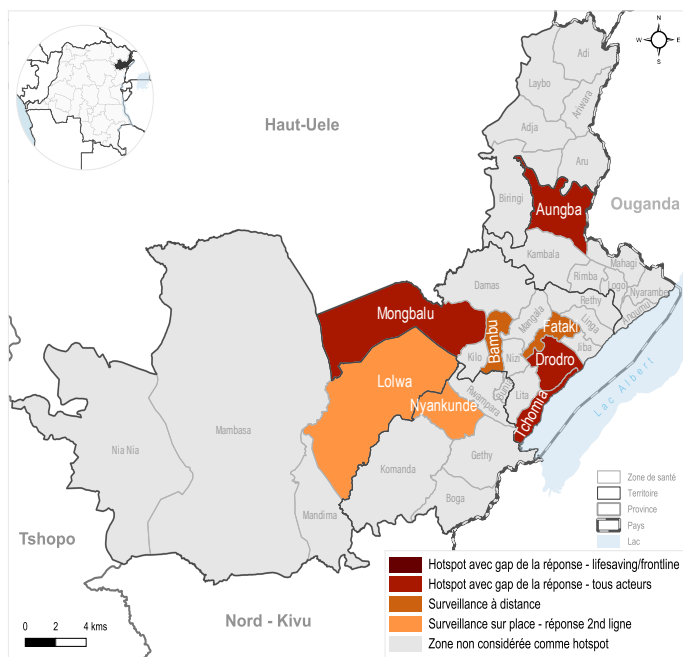 N
W E
S
Adi
Laybo
Ariwara
Adja
Haut-Uele
Aru
Biringi
Aungba
Ouganda
Kambala
Mahagi
Damas
Rimba
Logo
Nyarambe
Rethy
Angumu
Mongbalu
Mangala
Linga
Fataki
Bambu
Jiba
Kilo
Nizi
Drodro
Lolwa
Lac Albert
Rwampara
Bunia
Lita
Nyankunde
Tchomia
Mambasa
Nia Nia
Komanda
Gethy
Zone de santé
Territoire
Boga
Mandima
Province
Pays
Tshopo
Lac
Hotspot avec gap de la réponse - lifesaving/frontline
Hotspot avec gap de la réponse - tous acteurs
Surveillance à distance
Nord - Kivu
Surveillance sur place - réponse 2nd ligne
0 2 4 kms
Zone non considérée comme hotspot